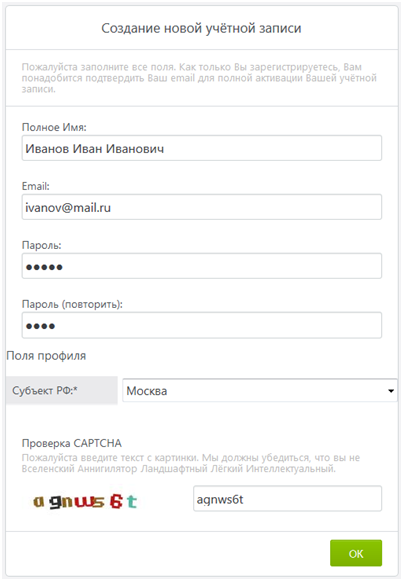 Создание новой учётной записи
Пожалуйста заполните все поля. Как только Вы зарегистрируетесь, Вам
понадобится подтвердить Ваш email для полной активации Вашей учётной
записи.
Полное Имя:
Иванов Иван Иванович
Email:
ivanov@mail.ru
Пароль:
●●●●●
Пароль (повторить):
●●●●
Поля профиля
Субъект РФ:* Москва
Проверка CAPTCHA
Пожалуйста введите текст с картинки. Мы должны убедиться, что вы не
Вселенский Аннигилятор Ландшафтный Лёгкий Интеллектуальный.
agnws6t agnws6t
ОК